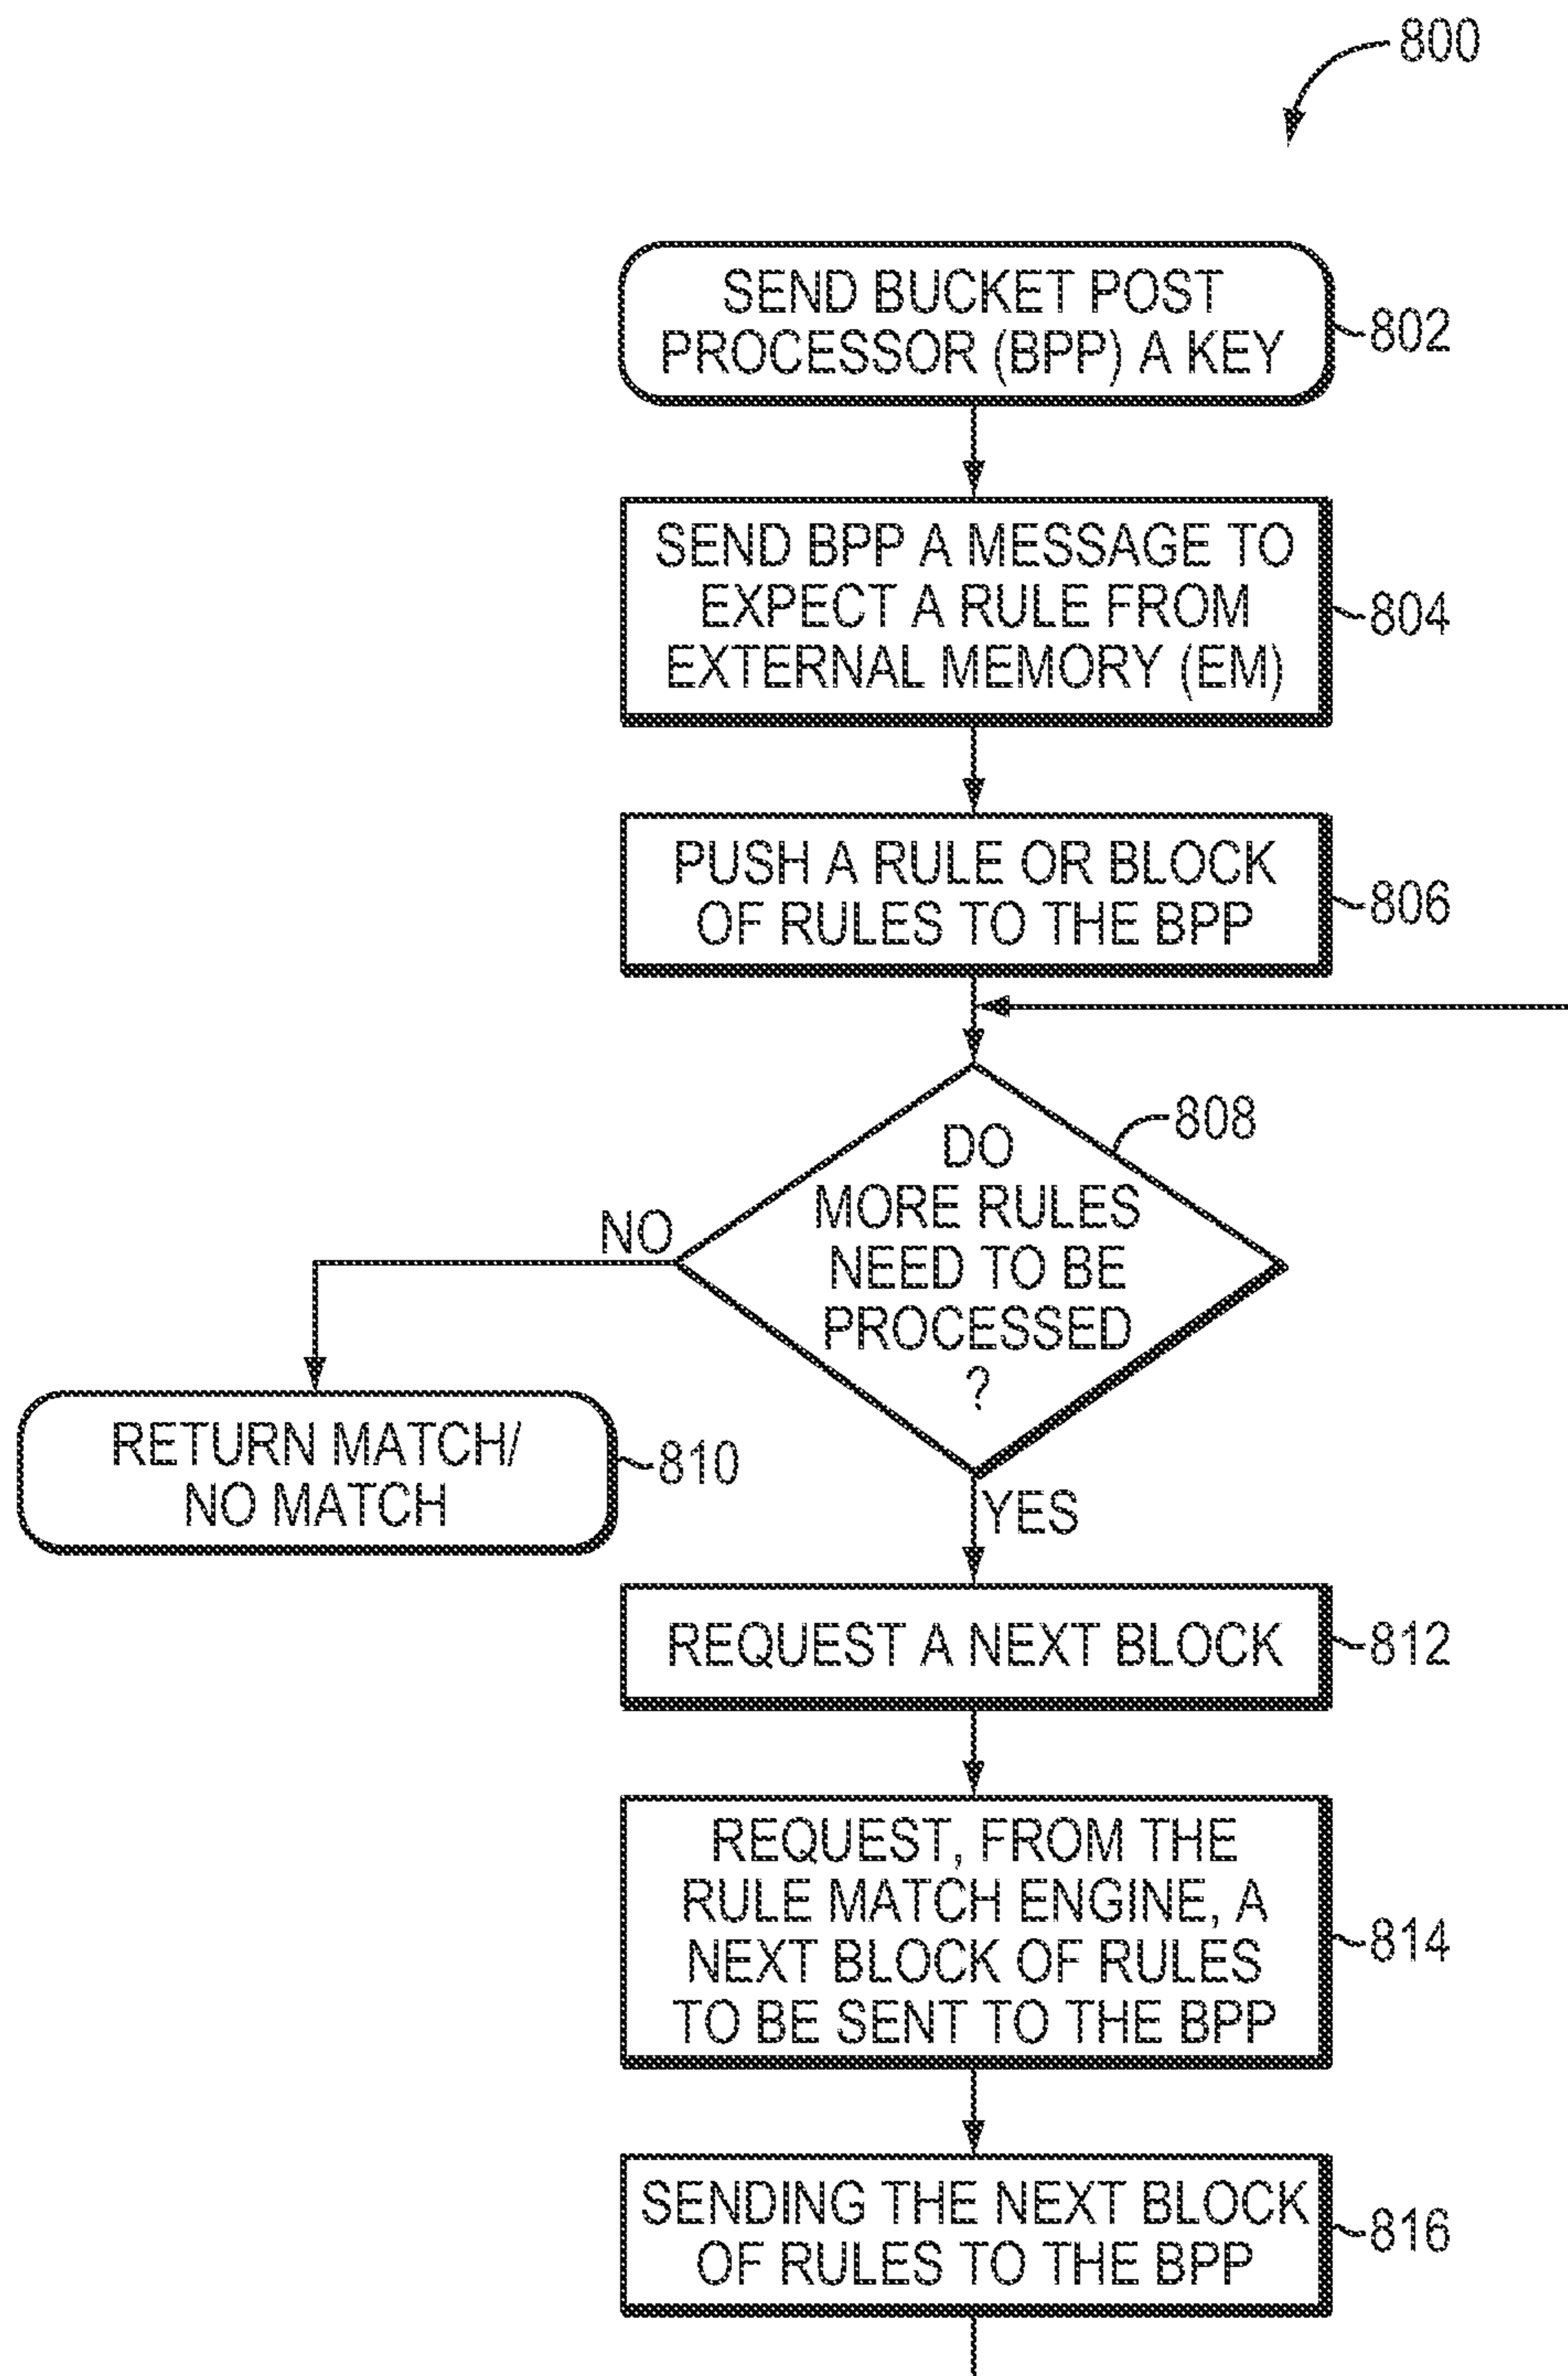 800
SEND BUCKET POST
PROCESSOR (BPP) A KEY
802
SEND BPP A MESSAGE TO
EXPECT A RULE FROM
EXTERNAL MEMORY (EM)
804
PUSH A RULE OR BLOCK
OF RULES TO THE BPP
806
DO
MORE RULES
NEED TO BE
PROCESSED
?
808
NO
RETURN MATCH/
NO MATCH
810
YES
REQUEST A NEXT BLOCK
812
REQUEST, FROM THE
RULE MATCH ENGINE, A
NEXT BLOCK OF RULES
TO BE SENT TO THE BPP
814
SENDING THE NEXT BLOCK
OF RULES TO THE BPP
816